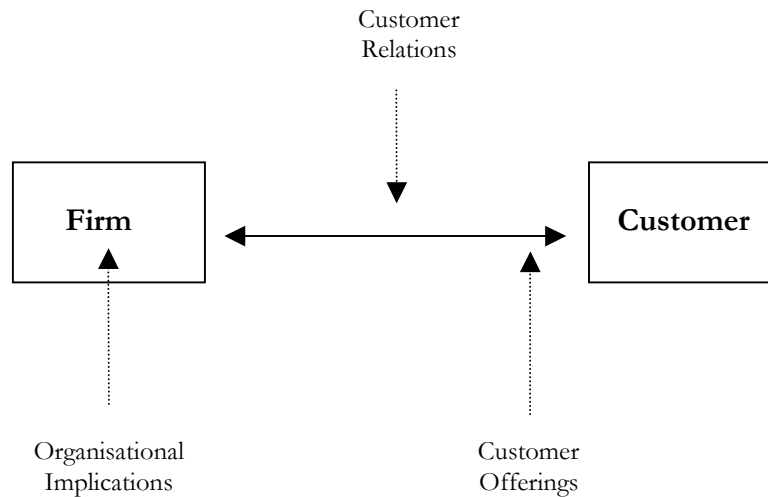 Customer
Relations
Firm
Customer
Organisational
Implications
Customer
Offerings